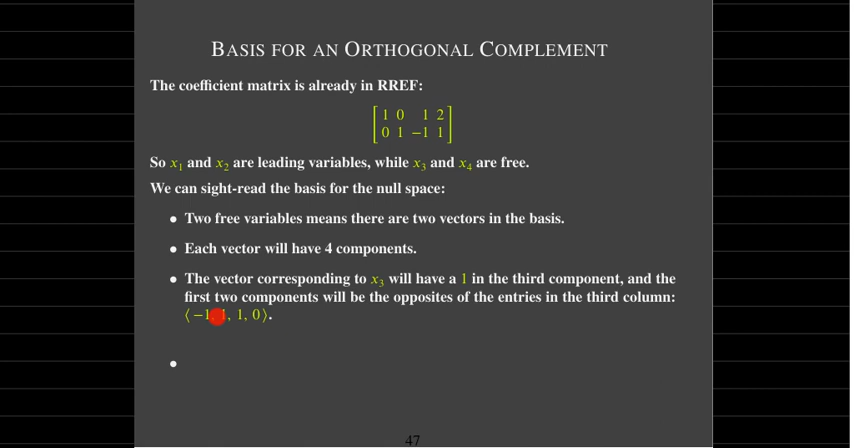 BASIS FOR AN ORTHOGONAL COMPLEMENT
The coefficient matrix is already in RREF:
1 0 1 2
0 1 −1 1
So x₁ and x₂ are leading variables, while x₃ and x₄ are free.
We can sight-read the basis for the null space:
• Two free variables means there are two vectors in the basis.
• Each vector will have 4 components.
• The vector corresponding to x₃ will have a 1 in the third component, and the
first two components will be the opposites of the entries in the third column:
⟨−1, 1, 1, 0⟩.
•
47